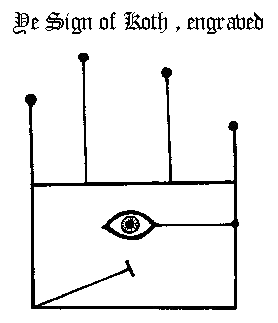 Ye Sign of Koth , engraved